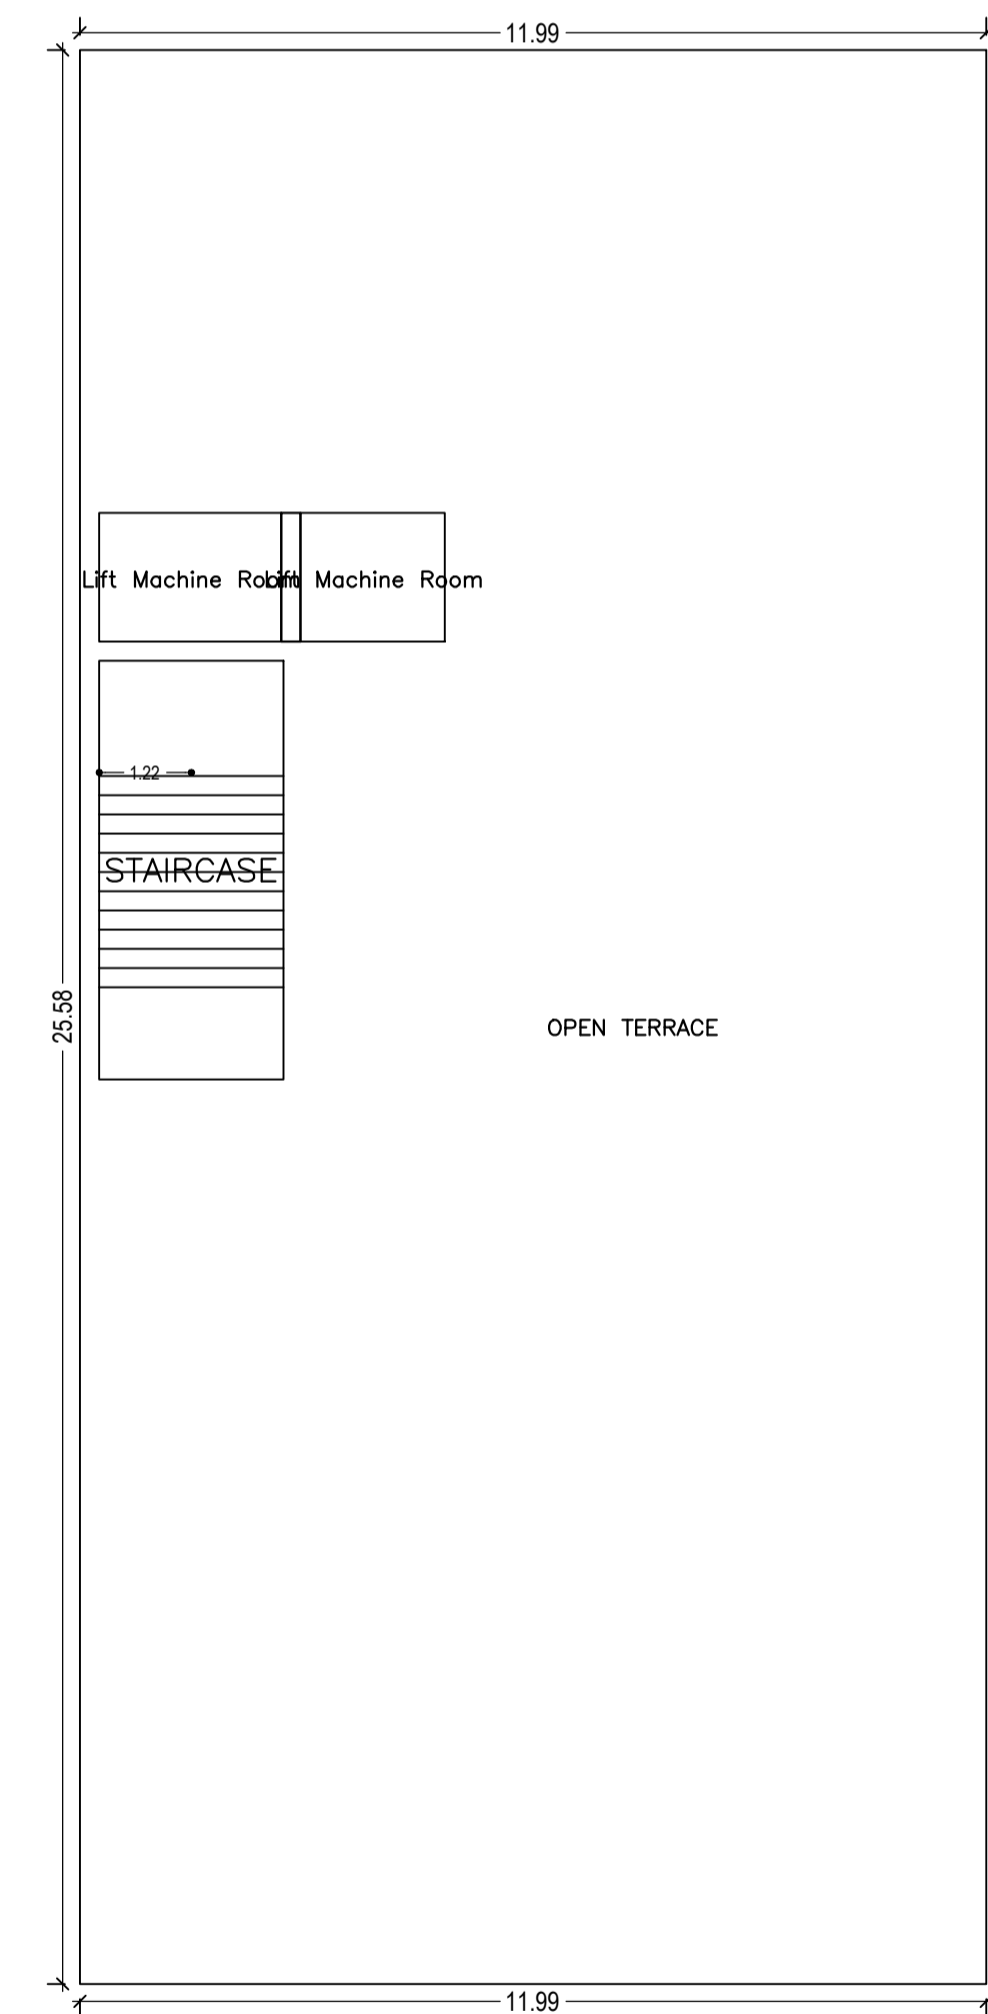 11.99
Lift Machine Room
Lift Machine Room
1.22
STAIRCASE
25.58
OPEN TERRACE
11.99